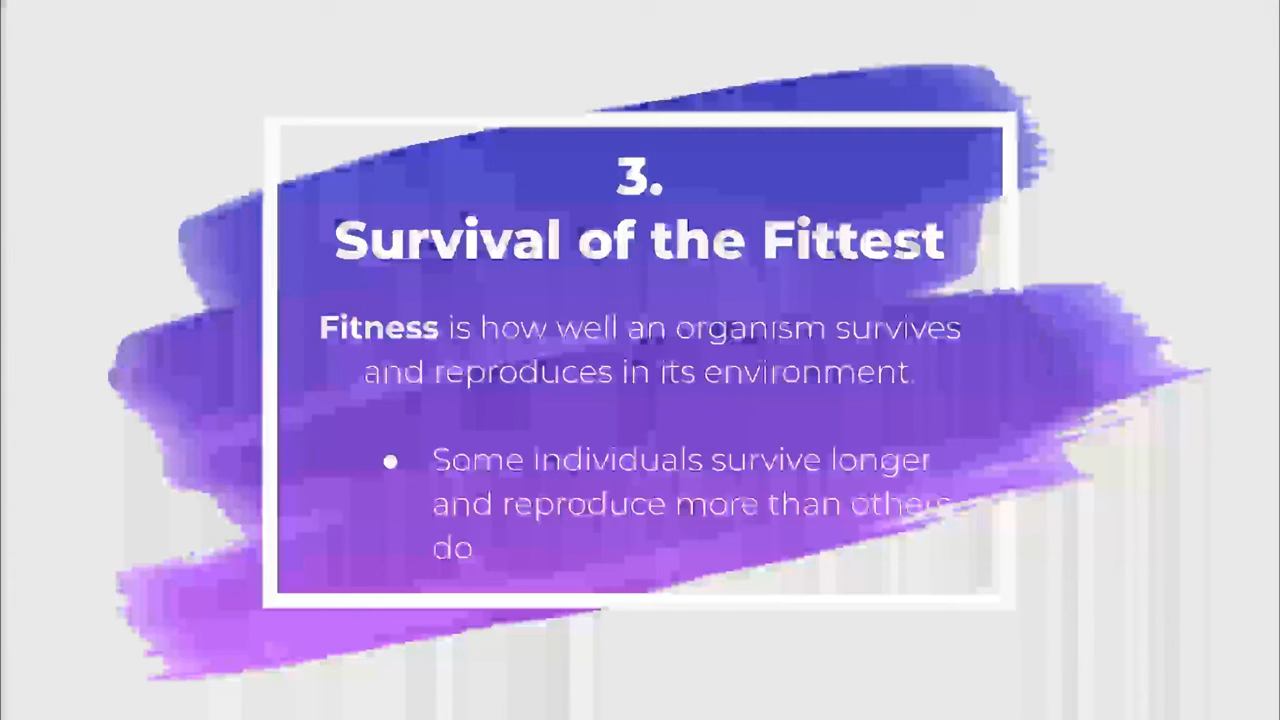 3.
Survival of the Fittest
Fitness is how well an organism survives
and reproduces in its environment.
● Some individuals survive longer
and reproduce more than others
do